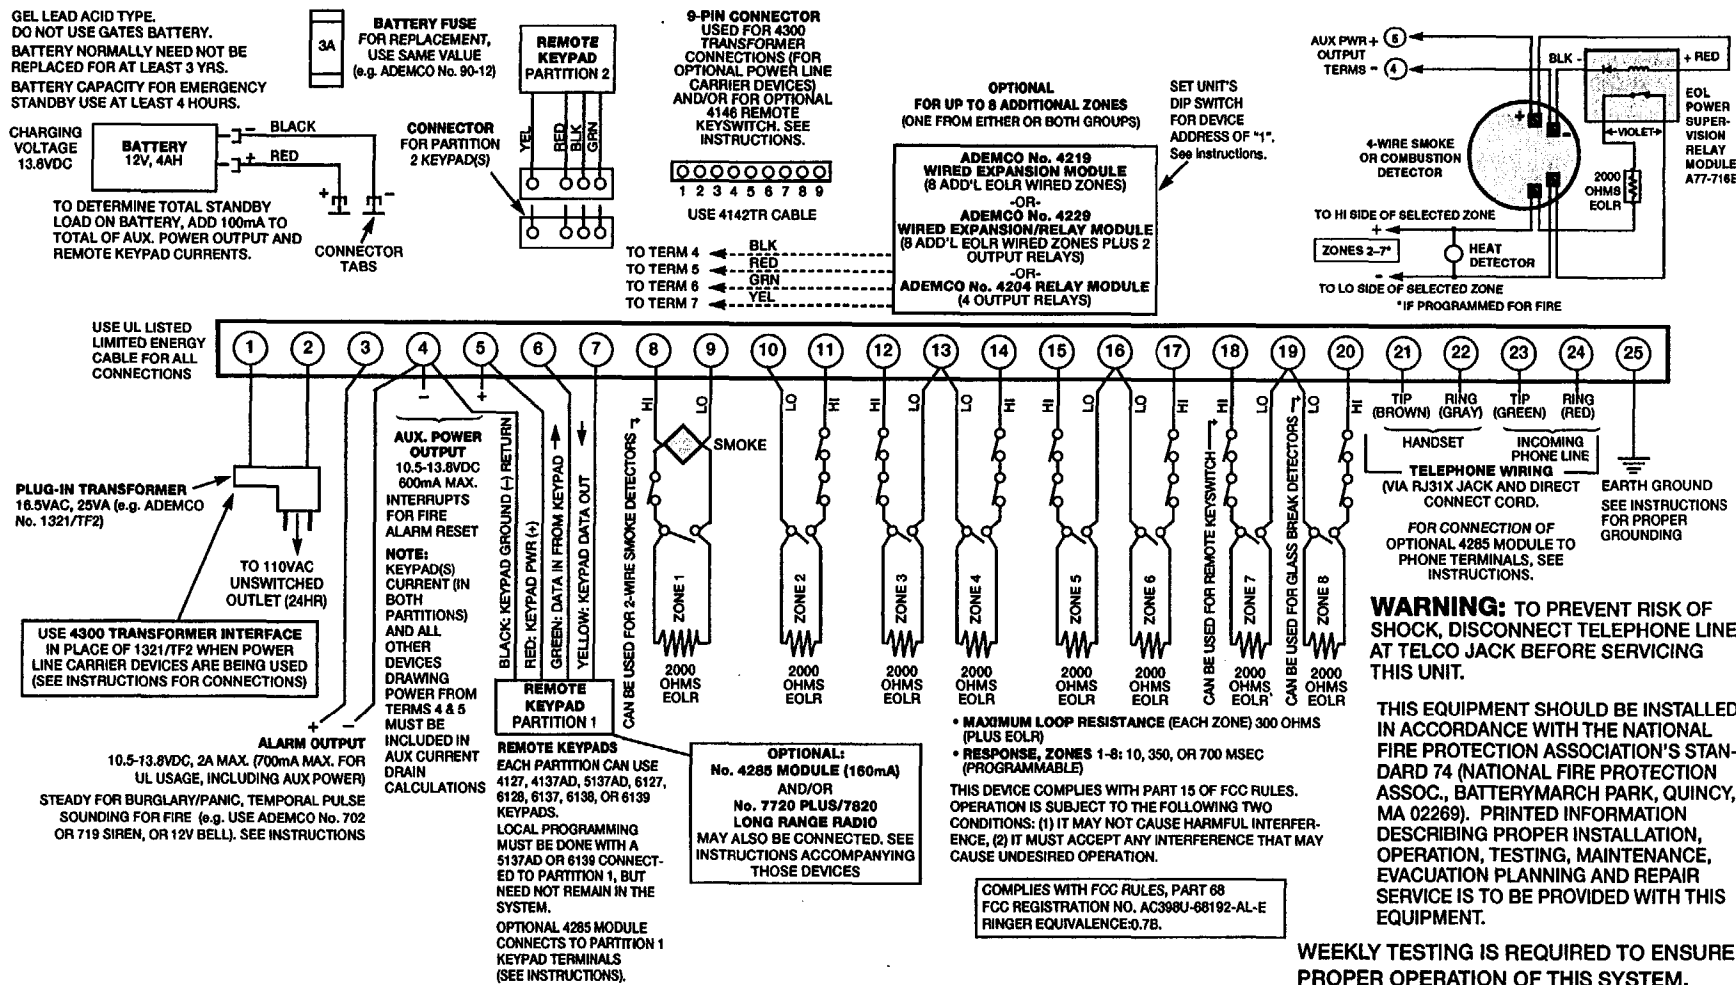 GEL LEAD ACID TYPE.
DO NOT USE GATES BATTERY.
BATTERY NORMALLY NEED NOT BE
REPLACED FOR AT LEAST 3 YRS.
BATTERY CAPACITY FOR EMERGENCY
STANDBY USE AT LEAST 4 HOURS.
3A
BATTERY FUSE
FOR REPLACEMENT,
USE SAME VALUE
(e.g. ADEMCO No. 90-12)
CHARGING
VOLTAGE
13.8VDC
BATTERY
12V, 4AH
− BLACK
+ RED
+ −
TO DETERMINE TOTAL STANDBY
LOAD ON BATTERY, ADD 100mA TO
TOTAL OF AUX. POWER OUTPUT AND
REMOTE KEYPAD CURRENTS.
CONNECTOR
TABS
REMOTE
KEYPAD
PARTITION 2
YEL
RED
BLK
GRN
CONNECTOR
FOR PARTITION
2 KEYPAD(S)
9-PIN CONNECTOR
USED FOR 4300
TRANSFORMER
CONNECTIONS (FOR
OPTIONAL POWER LINE
CARRIER DEVICES)
AND/OR FOR OPTIONAL
4146 REMOTE
KEYSWITCH. SEE
INSTRUCTIONS.
1 2 3 4 5 6 7 8 9
USE 4142TR CABLE
OPTIONAL
FOR UP TO 8 ADDITIONAL ZONES
(ONE FROM EITHER OR BOTH GROUPS)
ADEMCO No. 4219
WIRED EXPANSION MODULE
(8 ADD'L EOLR WIRED ZONES)
-OR-
ADEMCO No. 4229
WIRED EXPANSION/RELAY MODULE
(8 ADD'L EOLR WIRED ZONES PLUS 2
OUTPUT RELAYS)
-OR-
ADEMCO No. 4204 RELAY MODULE
(4 OUTPUT RELAYS)
SET UNIT'S
DIP SWITCH
FOR DEVICE
ADDRESS OF "1".
See Instructions.
TO TERM 4 BLK
TO TERM 5 RED
TO TERM 6 GRN
TO TERM 7 YEL
AUX PWR + 5
OUTPUT
TERMS − 4
BLK −
+ RED
EOL
POWER
SUPER-
VISION
RELAY
MODULE
A77-716B
VIOLET
+ −
4-WIRE SMOKE
OR COMBUSTION
DETECTOR
2000
OHMS
EOLR
TO HI SIDE OF SELECTED ZONE
+
ZONES 2–7*
HEAT
DETECTOR
−
TO LO SIDE OF SELECTED ZONE
*IF PROGRAMMED FOR FIRE
USE UL LISTED
LIMITED ENERGY
CABLE FOR ALL
CONNECTIONS
1 2 3 4 5 6 7 8 9 10 11 12 13 14 15 16 17 18 19 20 21 22 23 24 25
− +
AUX. POWER
OUTPUT
10.5-13.8VDC
600mA MAX.
INTERRUPTS
FOR FIRE
ALARM RESET
NOTE:
KEYPAD(S)
CURRENT (IN
BOTH
PARTITIONS)
AND ALL
OTHER
DEVICES
DRAWING
POWER FROM
TERMS 4 & 5
MUST BE
INCLUDED IN
AUX CURRENT
DRAIN
CALCULATIONS
PLUG-IN TRANSFORMER
16.5VAC, 25VA (e.g. ADEMCO
No. 1321/TF2)
TO 110VAC
UNSWITCHED
OUTLET (24HR)
USE 4300 TRANSFORMER INTERFACE
IN PLACE OF 1321/TF2 WHEN POWER
LINE CARRIER DEVICES ARE BEING USED
(SEE INSTRUCTIONS FOR CONNECTIONS)
+ −
ALARM OUTPUT
10.5-13.8VDC, 2A MAX. (700mA MAX. FOR
UL USAGE, INCLUDING AUX POWER)
STEADY FOR BURGLARY/PANIC, TEMPORAL PULSE
SOUNDING FOR FIRE (e.g. USE ADEMCO No. 702
OR 719 SIREN, OR 12V BELL). SEE INSTRUCTIONS
BLACK: KEYPAD GROUND (−) RETURN
RED: KEYPAD PWR (+)
GREEN: DATA IN FROM KEYPAD
YELLOW: KEYPAD DATA OUT
REMOTE
KEYPAD
PARTITION 1
REMOTE KEYPADS
EACH PARTITION CAN USE
4127, 4137AD, 5137AD, 6127,
6128, 6137, 6138, OR 6139
KEYPADS.
LOCAL PROGRAMMING
MUST BE DONE WITH A
5137AD OR 6139 CONNECT-
ED TO PARTITION 1, BUT
NEED NOT REMAIN IN THE
SYSTEM.
OPTIONAL 4285 MODULE
CONNECTS TO PARTITION 1
KEYPAD TERMINALS
(SEE INSTRUCTIONS).
CAN BE USED FOR 2-WIRE SMOKE DETECTORS
HI LO
SMOKE
ZONE 1
2000
OHMS
EOLR
LO HI
ZONE 2
2000
OHMS
EOLR
HI LO
ZONE 3
2000
OHMS
EOLR
LO HI
ZONE 4
2000
OHMS
EOLR
HI LO
ZONE 5
2000
OHMS
EOLR
LO HI
ZONE 6
2000
OHMS
EOLR
CAN BE USED FOR REMOTE KEYSWITCH
HI LO
ZONE 7
2000
OHMS
EOLR
CAN BE USED FOR GLASS BREAK DETECTORS
LO HI
ZONE 8
2000
OHMS
EOLR
OPTIONAL:
No. 4285 MODULE (160mA)
AND/OR
No. 7720 PLUS/7820
LONG RANGE RADIO
MAY ALSO BE CONNECTED. SEE
INSTRUCTIONS ACCOMPANYING
THOSE DEVICES
• MAXIMUM LOOP RESISTANCE (EACH ZONE) 300 OHMS
(PLUS EOLR)
• RESPONSE, ZONES 1-8: 10, 350, OR 700 MSEC
(PROGRAMMABLE)
THIS DEVICE COMPLIES WITH PART 15 OF FCC RULES.
OPERATION IS SUBJECT TO THE FOLLOWING TWO
CONDITIONS: (1) IT MAY NOT CAUSE HARMFUL INTERFER-
ENCE, (2) IT MUST ACCEPT ANY INTERFERENCE THAT MAY
CAUSE UNDESIRED OPERATION.
COMPLIES WITH FCC RULES, PART 68
FCC REGISTRATION NO. AC398U-68192-AL-E
RINGER EQUIVALENCE:0.7B.
TIP
(BROWN)
RING
(GRAY)
TIP
(GREEN)
RING
(RED)
HANDSET
INCOMING
PHONE LINE
TELEPHONE WIRING
(VIA RJ31X JACK AND DIRECT
CONNECT CORD.
FOR CONNECTION OF
OPTIONAL 4285 MODULE TO
PHONE TERMINALS, SEE
INSTRUCTIONS.
EARTH GROUND
SEE INSTRUCTIONS
FOR PROPER
GROUNDING
WARNING: TO PREVENT RISK OF
SHOCK, DISCONNECT TELEPHONE LINE
AT TELCO JACK BEFORE SERVICING
THIS UNIT.
THIS EQUIPMENT SHOULD BE INSTALLED
IN ACCORDANCE WITH THE NATIONAL
FIRE PROTECTION ASSOCIATION'S STAN-
DARD 74 (NATIONAL FIRE PROTECTION
ASSOC., BATTERYMARCH PARK, QUINCY,
MA 02269). PRINTED INFORMATION
DESCRIBING PROPER INSTALLATION,
OPERATION, TESTING, MAINTENANCE,
EVACUATION PLANNING AND REPAIR
SERVICE IS TO BE PROVIDED WITH THIS
EQUIPMENT.
WEEKLY TESTING IS REQUIRED TO ENSURE
PROPER OPERATION OF THIS SYSTEM.